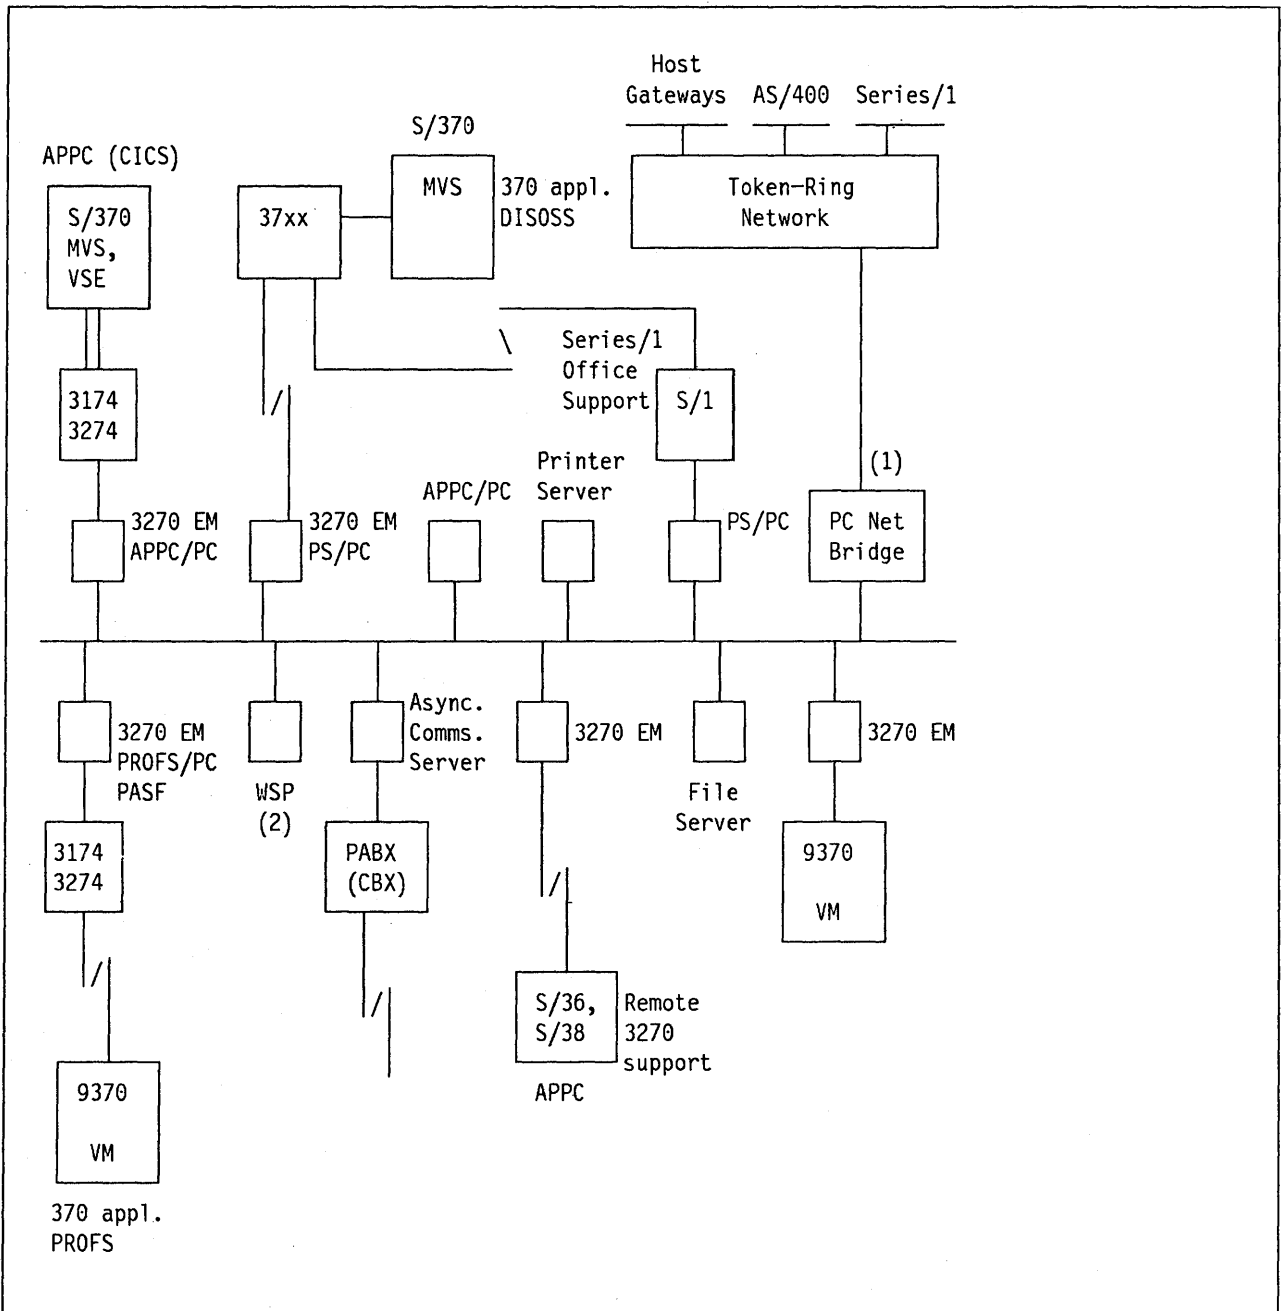 Host
Gateways AS/400 Series/1
S/370
APPC (CICS)
S/370
MVS,
VSE
37xx
MVS
370 appl.
DISOSS
Token-Ring
Network
3174
3274
Series/1
Office
Support
S/1
(1)
3270 EM
APPC/PC
3270 EM
PS/PC
APPC/PC
Printer
Server
PS/PC
PC Net
Bridge
3270 EM
PROFS/PC
PASF
WSP
(2)
Async.
Comms.
Server
3270 EM
File
Server
3270 EM
3174
3274
PABX
(CBX)
9370
VM
S/36,
S/38
Remote
3270
support
APPC
9370
VM
370 appl.
PROFS